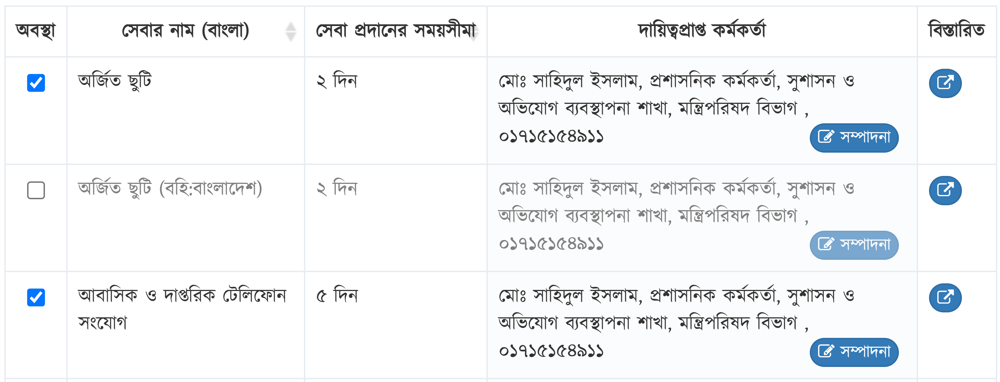 অবস্থা সেবার নাম (বাংলা) সেবা প্রদানের সময়সীমা দায়িত্বপ্রাপ্ত কর্মকর্তা বিস্তারিত
অর্জিত ছুটি ২ দিন মোঃ সাহিদুল ইসলাম, প্রশাসনিক কর্মকর্তা, সুশাসন ও
অভিযোগ ব্যবস্থাপনা শাখা, মন্ত্রিপরিষদ বিভাগ ,
০১৭১৫১৫৪৯১১ সম্পাদনা
অর্জিত ছুটি (বহি:বাংলাদেশ) ২ দিন মোঃ সাহিদুল ইসলাম, প্রশাসনিক কর্মকর্তা, সুশাসন ও
অভিযোগ ব্যবস্থাপনা শাখা, মন্ত্রিপরিষদ বিভাগ ,
০১৭১৫১৫৪৯১১ সম্পাদনা
আবাসিক ও দাপ্তরিক টেলিফোন ৫ দিন মোঃ সাহিদুল ইসলাম, প্রশাসনিক কর্মকর্তা, সুশাসন ও
সংযোগ অভিযোগ ব্যবস্থাপনা শাখা, মন্ত্রিপরিষদ বিভাগ ,
০১৭১৫১৫৪৯১১ সম্পাদনা